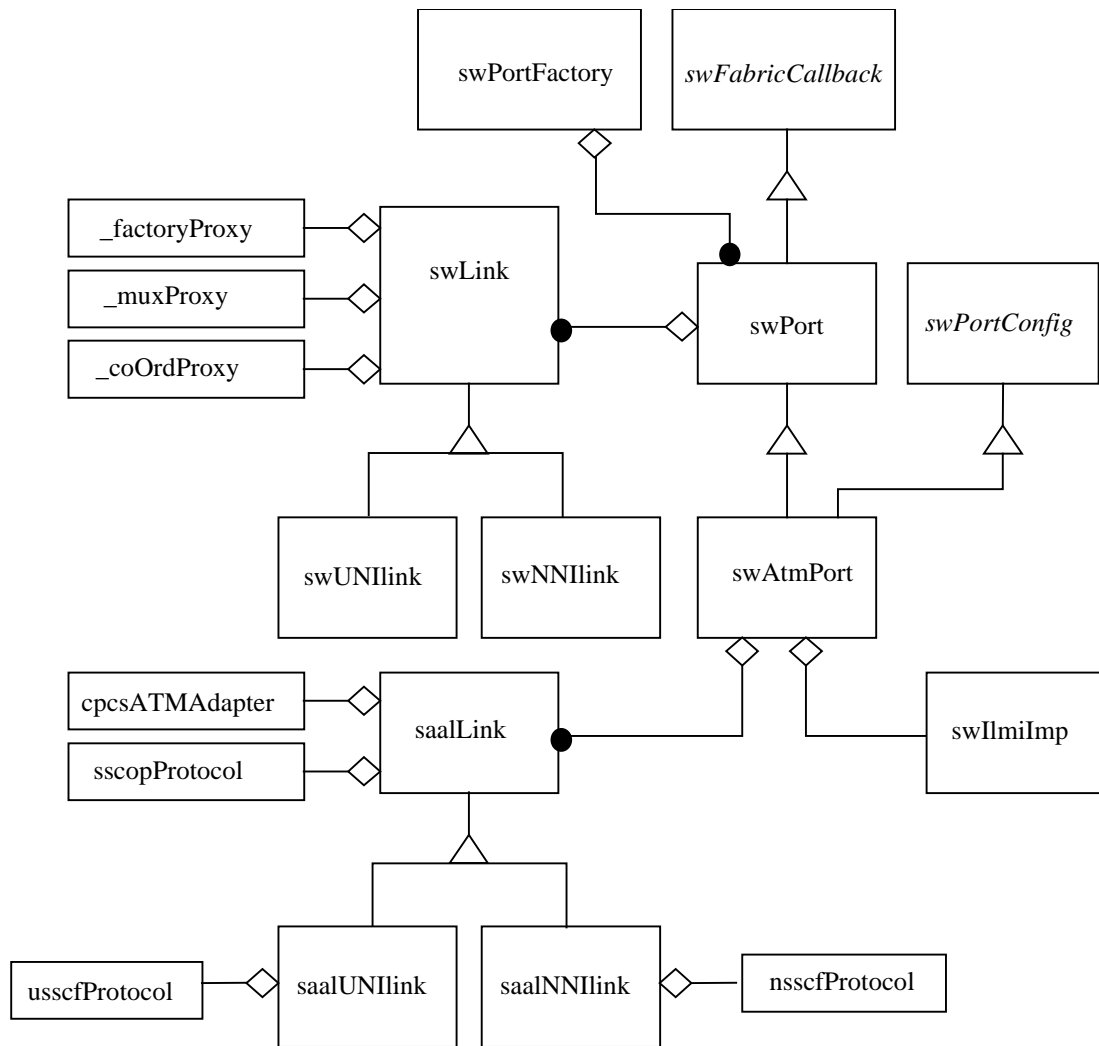 swPortFactory
swFabricCallback
_factoryProxy
swLink
_muxProxy
swPort
swPortConfig
_coOrdProxy
swUNIlink
swNNIlink
swAtmPort
cpcsATMAdapter
saalLink
swIlmiImp
sscopProtocol
usscfProtocol
saalUNIlink
saalNNIlink
nsscfProtocol